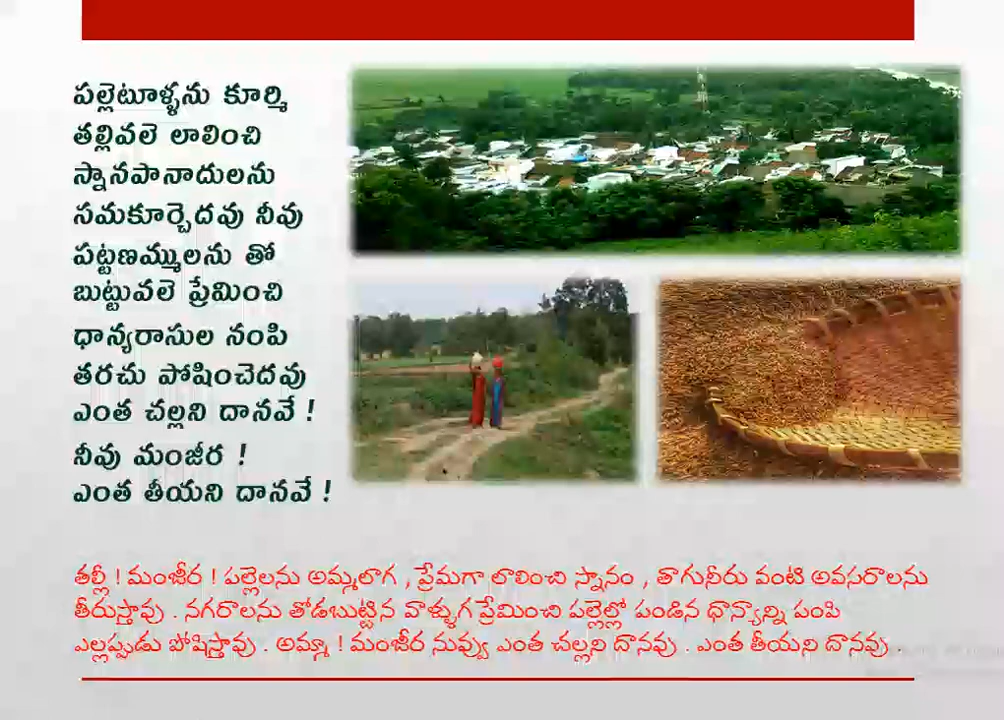 పల్లెటూళ్ళను కూర్మి
తల్లివలె లాలించి
స్నానపానాదులను
సమకూర్చెదవు నీవు
పట్టణమ్ములను తో
బుట్టువలె ప్రేమించి
ధాన్యరాసుల నంపి
తరచు పోషించెదవు
ఎంత చల్లని దానవే !
నీవు మంజీర !
ఎంత తీయని దానవే !
తల్లీ ! మంజీర ! పల్లెలను అమ్మలాగ , ప్రేమగా లాలించి స్నానం , తాగునీరు వంటి అవసరాలను
తీరుస్తావు . నగరాలను తోడబుట్టిన వాళ్ళుగ ప్రేమించి పల్లెల్లో పండిన ధాన్యాన్ని పంపి
ఎల్లప్పుడు పోషిస్తావు . అమ్మా ! మంజీర నువ్వు ఎంత చల్లని దానవు . ఎంత తీయని దానవు .